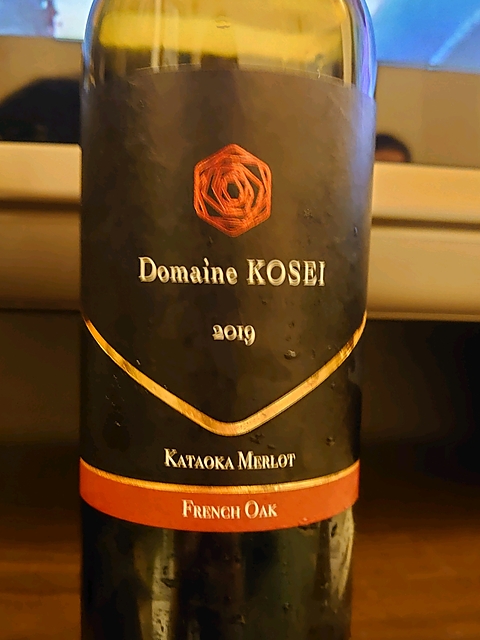 Domaine KOSEI
2019
KATAOKA MERLOT
FRENCH OAK